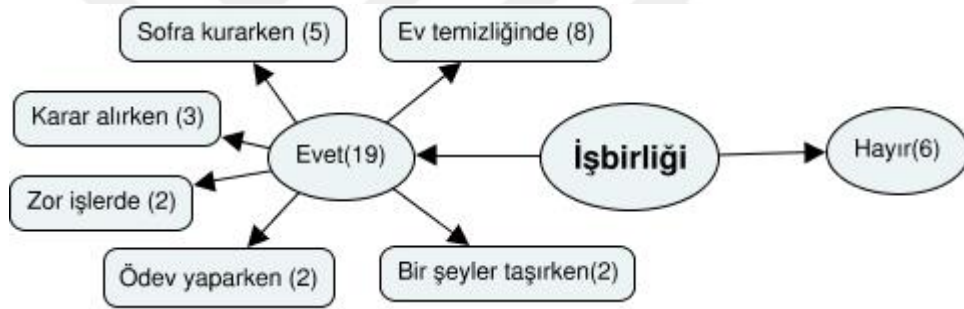 Sofra kurarken (5)
Ev temizliğinde (8)
Karar alırken (3)
Evet(19)
İşbirliği
Hayır(6)
Zor işlerde (2)
Ödev yaparken (2)
Bir şeyler taşırken(2)